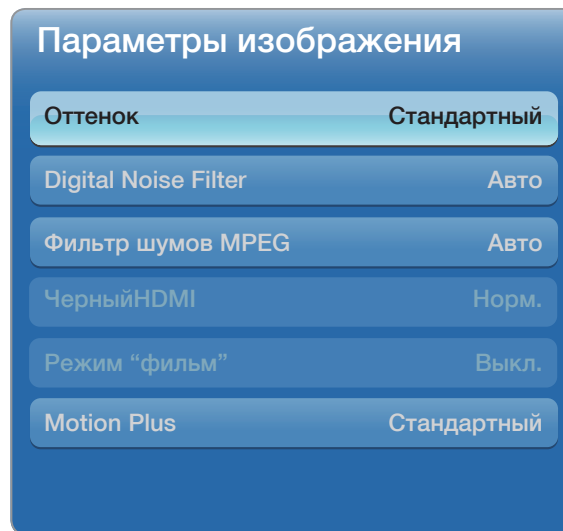 Параметры изображения
Оттенок Стандартный
Digital Noise Filter Авто
Фильтр шумов MPEG Авто
ЧерныйHDMI Норм.
Режим “фильм” Выкл.
Motion Plus Стандартный